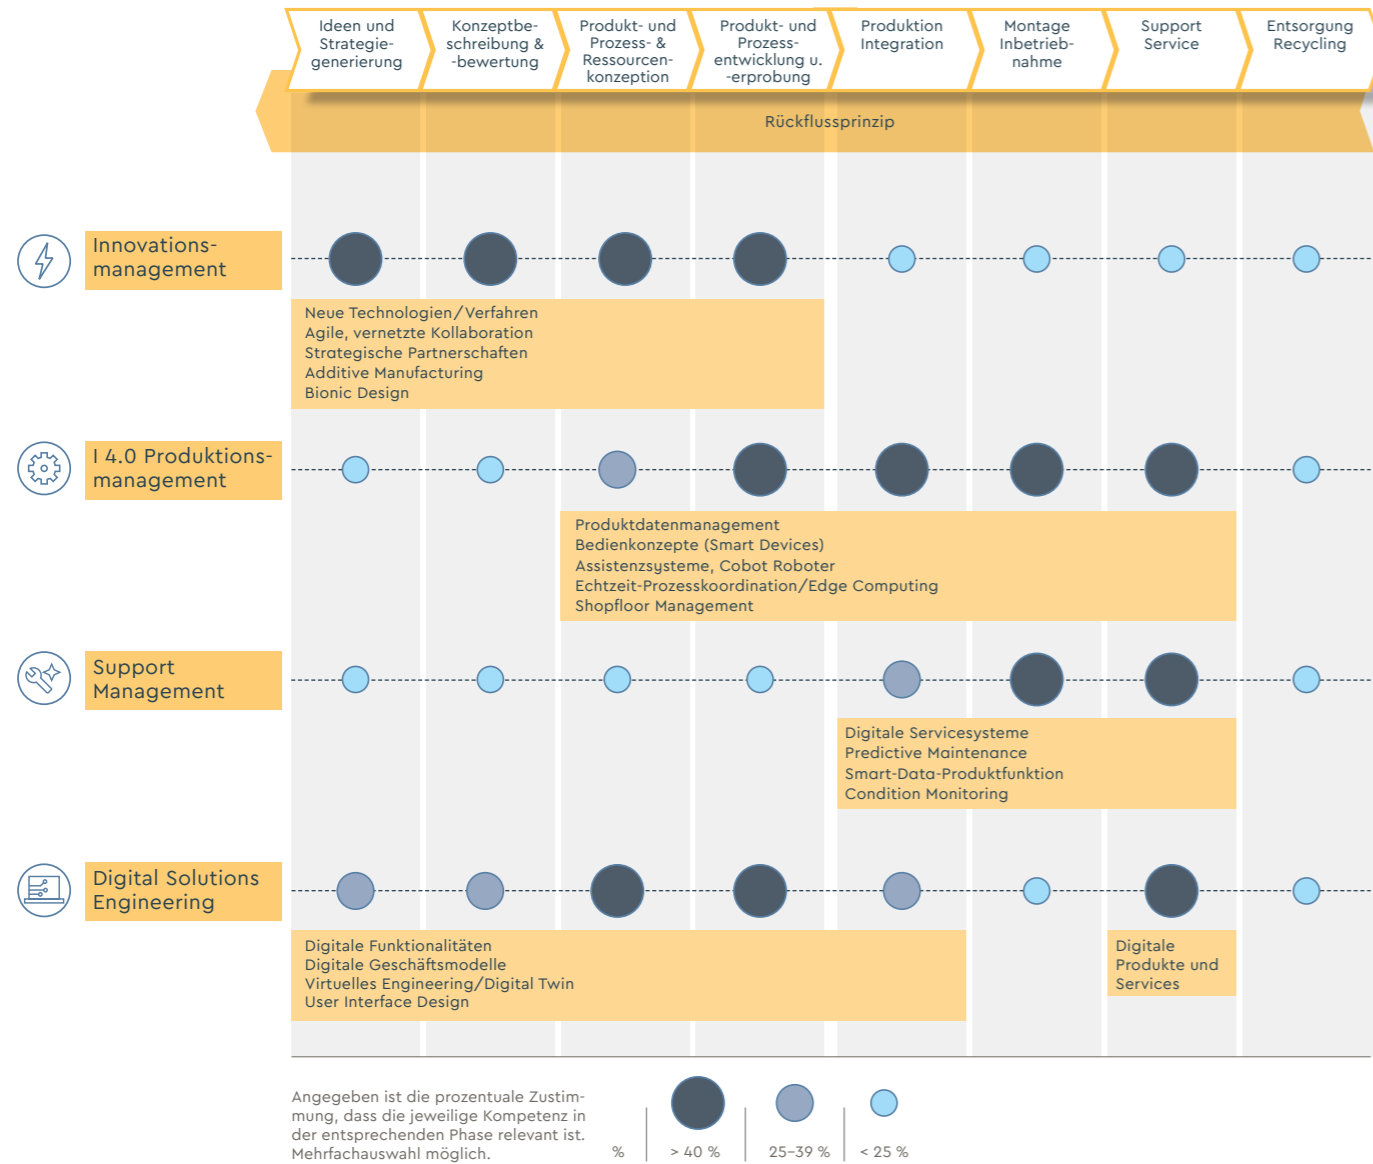 Ideen und
Strategie-
generierung
Konzeptbe-
schreibung &
-bewertung
Produkt- und
Prozess- &
Ressourcen-
konzeption
Produkt- und
Prozess-
entwicklung u.
-erprobung
Produktion
Integration
Montage
Inbetrieb-
nahme
Support
Service
Entsorgung
Recycling
Rückflussprinzip
Innovations-
management
Neue Technologien/Verfahren
Agile, vernetzte Kollaboration
Strategische Partnerschaften
Additive Manufacturing
Bionic Design
I 4.0 Produktions-
management
Produktdatenmanagement
Bedienkonzepte (Smart Devices)
Assistenzsysteme, Cobot Roboter
Echtzeit-Prozesskoordination/Edge Computing
Shopfloor Management
Support
Management
Digitale Servicesysteme
Predictive Maintenance
Smart-Data-Produktfunktion
Condition Monitoring
Digital Solutions
Engineering
Digitale Funktionalitäten
Digitale Geschäftsmodelle
Virtuelles Engineering/Digital Twin
User Interface Design
Digitale
Produkte und
Services
Angegeben ist die prozentuale Zustim-
mung, dass die jeweilige Kompetenz in
der entsprechenden Phase relevant ist.
Mehrfachauswahl möglich.
%
> 40 %
25–39 %
< 25 %